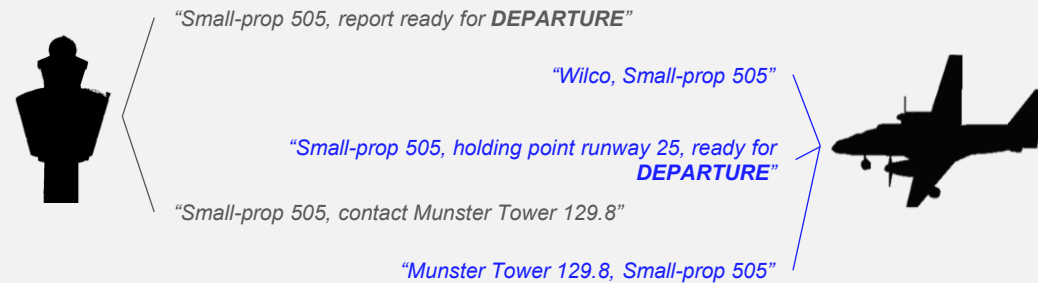 “Small-prop 505, report ready for DEPARTURE”
“Wilco, Small-prop 505”
“Small-prop 505, holding point runway 25, ready for
DEPARTURE”
“Small-prop 505, contact Munster Tower 129.8”
“Munster Tower 129.8, Small-prop 505”